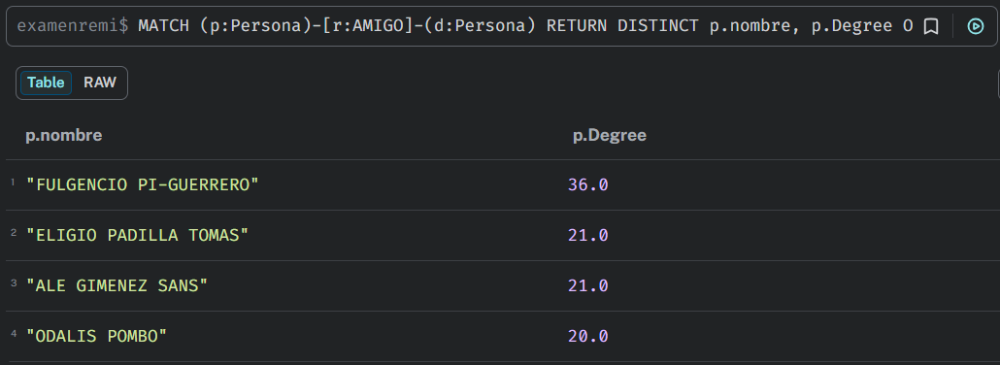 examenremi$ MATCH (p:Persona)-[r:AMIGO]-(d:Persona) RETURN DISTINCT p.nombre, p.Degree O
Table RAW
p.nombre p.Degree
1 "FULGENCIO PI-GUERRERO" 36.0
2 "ELIGIO PADILLA TOMAS" 21.0
3 "ALE GIMENEZ SANS" 21.0
4 "ODALIS POMBO" 20.0